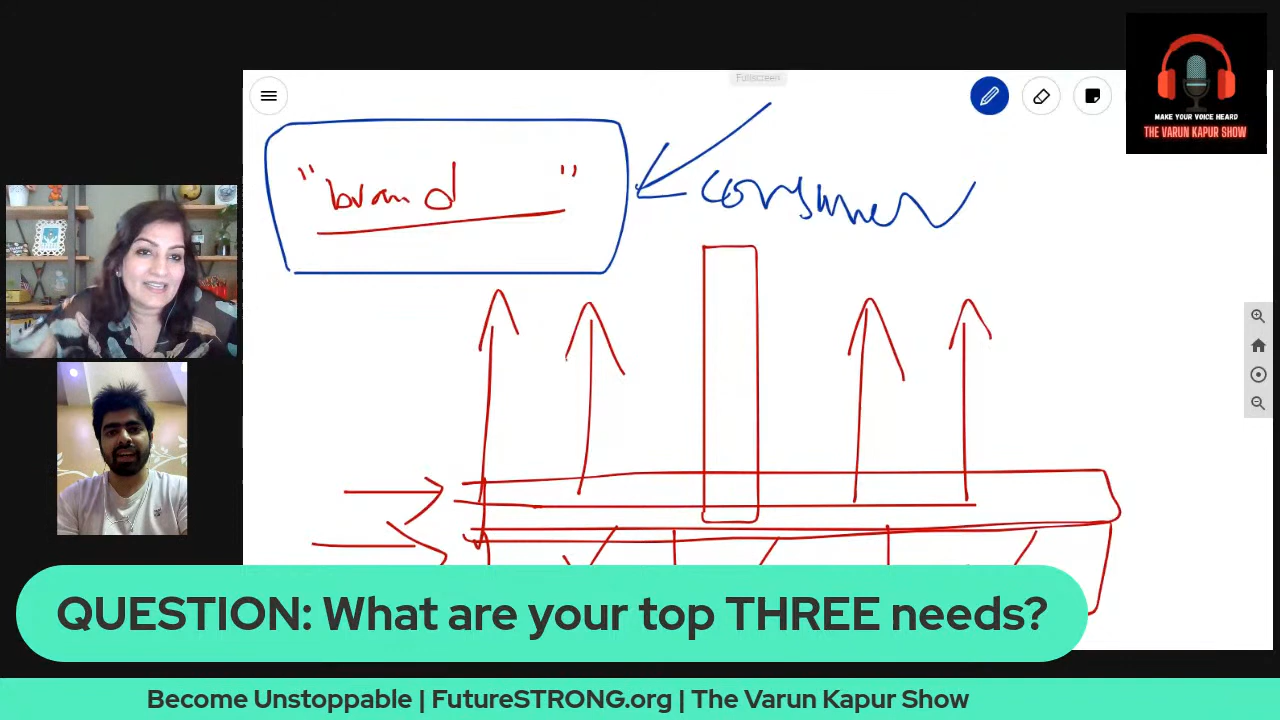 Fullscreen
MAKE YOUR VOICE HEARD
THE VARUN KAPUR SHOW
"brand "
consumer
QUESTION: What are your top THREE needs?
Become Unstoppable | FutureSTRONG.org | The Varun Kapur Show